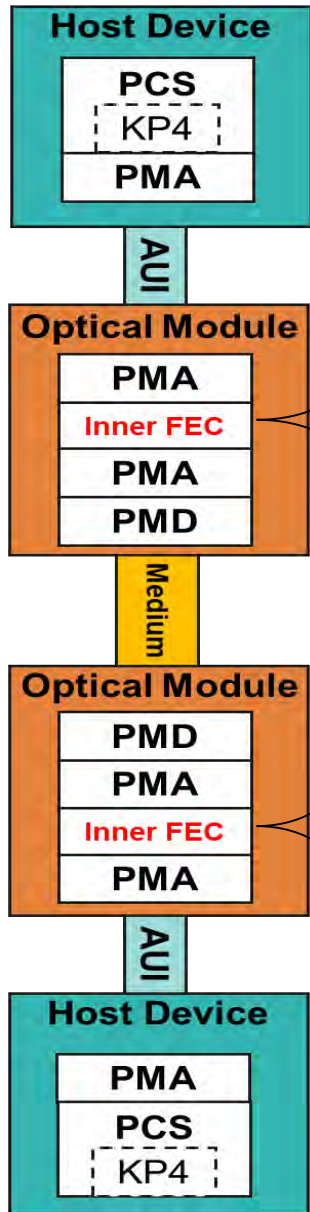 Host Device
PCS
KP4
PMA
AUI
Optical Module
PMA
Inner FEC
PMA
PMD
Medium
Optical Module
PMD
PMA
Inner FEC
PMA
AUI
Host Device
PMA
PCS
KP4